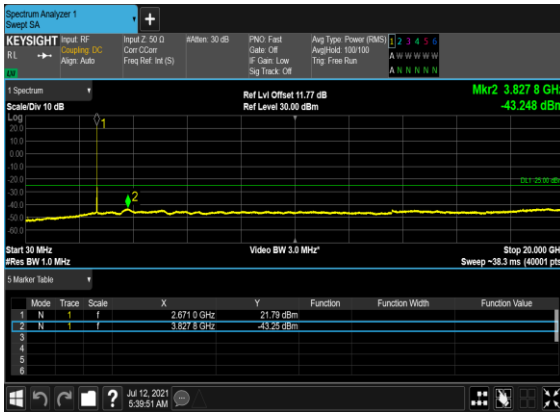 Spectrum Analyzer 1
Swept SA
+
KEYSIGHT Input: RF Input Z: 50 Ω #Atten: 30 dB PNO: Fast Avg Type: Power (RMS) 1 2 3 4 5 6
RL Coupling: DC Corr CCorr Gate: Off Avg|Hold: 100/100 A W W W W W
Align: Auto Freq Ref: Int (S) IF Gain: Low Trig: Free Run
Sig Track: Off A N N N N N
1 Spectrum Ref Lvl Offset 11.77 dB Mkr2 3.827 8 GHz
Scale/Div 10 dB Ref Level 30.00 dBm -43.248 dBm
Log
1
20.0
10.0
0.00
-10.0
-20.0 DL1 -25.00 dBm
-30.0
-40.0 2
-50.0
-60.0
Start 30 MHz Video BW 3.0 MHz* Stop 20.000 GHz
#Res BW 1.0 MHz Sweep ~38.3 ms (40001 pts)
5 Marker Table
Mode Trace Scale X Y Function Function Width Function Value
1 N 1 f 2.671 0 GHz 21.79 dBm
2 N 1 f 3.827 8 GHz -43.25 dBm
3
4
5
6
? Jul 12, 2021
5:39:51 AM